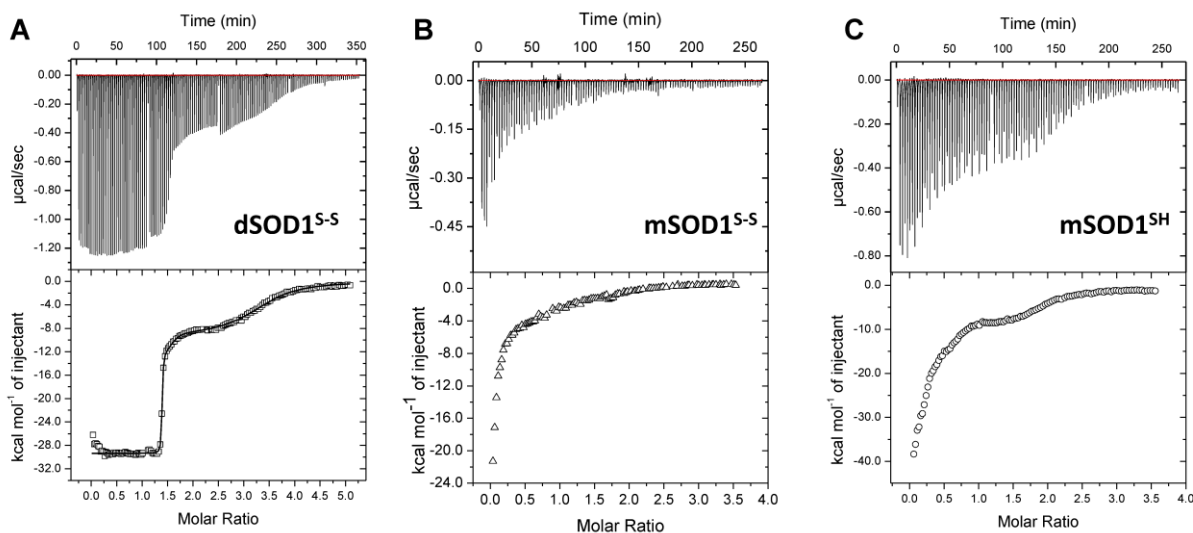 A
Time (min)
0 50 100 150 200 250 300 350
0.00
-0.20
-0.40
-0.60
-0.80
-1.00
-1.20
µcal/sec
dSOD1S-S
0.0
-4.0
-8.0
-12.0
-16.0
-20.0
-24.0
-28.0
-32.0
kcal mol-1 of injectant
0.0 0.5 1.0 1.5 2.0 2.5 3.0 3.5 4.0 4.5 5.0
Molar Ratio
B
Time (min)
0 50 100 150 200 250
0.00
-0.15
-0.30
-0.45
µcal/sec
mSOD1S-S
0.0
-4.0
-8.0
-12.0
-16.0
-20.0
-24.0
kcal mol-1 of injectant
0.0 0.5 1.0 1.5 2.0 2.5 3.0 3.5 4.0
Molar Ratio
C
Time (min)
0 50 100 150 200 250
0.00
-0.20
-0.40
-0.60
-0.80
µcal/sec
mSOD1SH
0.0
-10.0
-20.0
-30.0
-40.0
kcal mol-1 of injectant
0.0 0.5 1.0 1.5 2.0 2.5 3.0 3.5 4.0
Molar Ratio